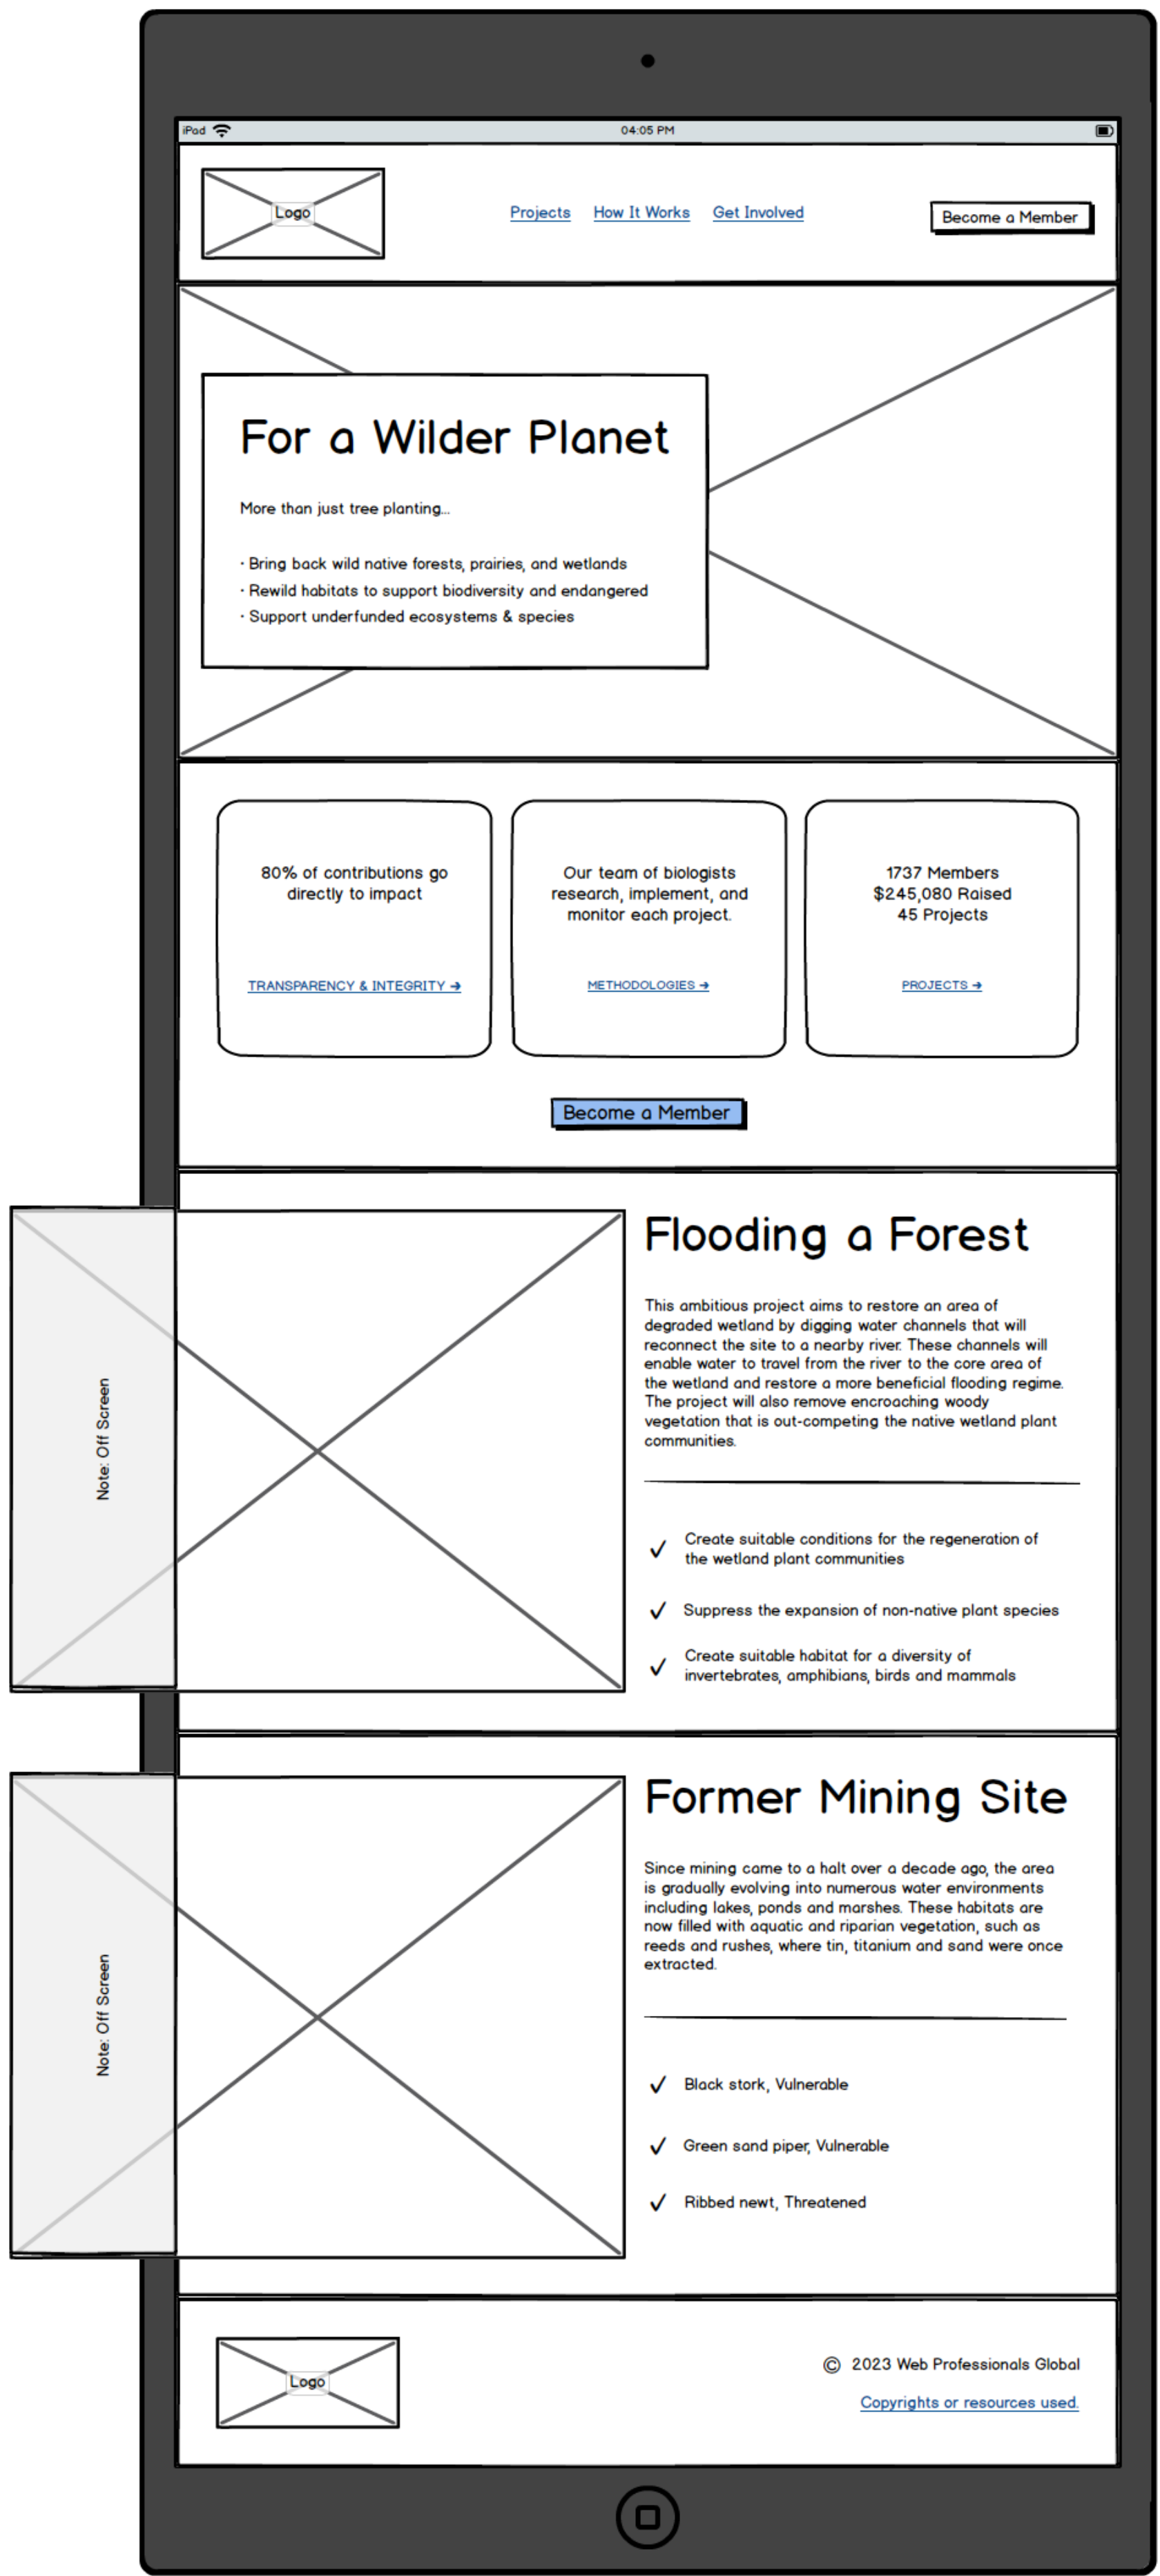 iPad
04:05 PM
Logo
Projects
How It Works
Get Involved
Become a Member
For a Wilder Planet
More than just tree planting...
· Bring back wild native forests, prairies, and wetlands
· Rewild habitats to support biodiversity and endangered
· Support underfunded ecosystems & species
80% of contributions go
directly to impact
TRANSPARENCY & INTEGRITY →
Our team of biologists
research, implement, and
monitor each project.
METHODOLOGIES →
1737 Members
$245,080 Raised
45 Projects
PROJECTS →
Become a Member
Note: Off Screen
Flooding a Forest
This ambitious project aims to restore an area of
degraded wetland by digging water channels that will
reconnect the site to a nearby river. These channels will
enable water to travel from the river to the core area of
the wetland and restore a more beneficial flooding regime.
The project will also remove encroaching woody
vegetation that is out-competing the native wetland plant
communities.
✓ Create suitable conditions for the regeneration of
the wetland plant communities
✓ Suppress the expansion of non-native plant species
✓ Create suitable habitat for a diversity of
invertebrates, amphibians, birds and mammals
Note: Off Screen
Former Mining Site
Since mining came to a halt over a decade ago, the area
is gradually evolving into numerous water environments
including lakes, ponds and marshes. These habitats are
now filled with aquatic and riparian vegetation, such as
reeds and rushes, where tin, titanium and sand were once
extracted.
✓ Black stork, Vulnerable
✓ Green sand piper, Vulnerable
✓ Ribbed newt, Threatened
Logo
© 2023 Web Professionals Global
Copyrights or resources used.